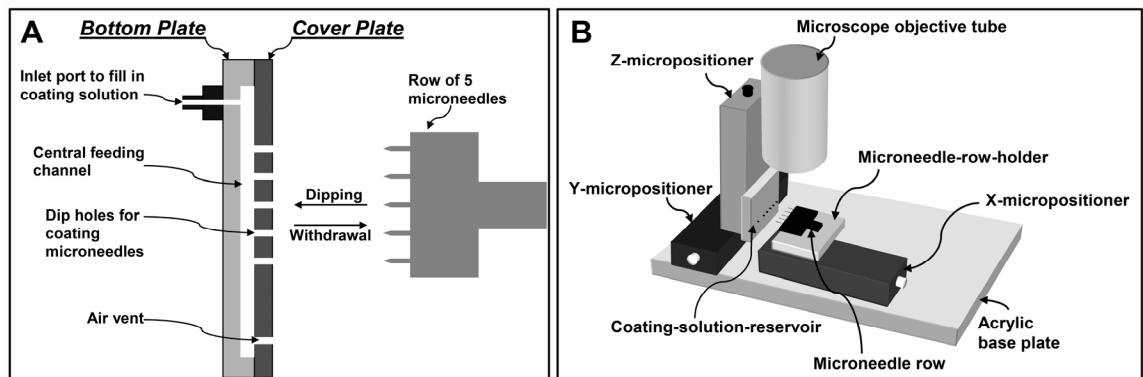 A
Bottom Plate
Cover Plate
Inlet port to fill in
coating solution
Row of 5
microneedles
Central feeding
channel
Dipping
Dip holes for
coating
microneedles
Withdrawal
Air vent
B
Microscope objective tube
Z-micropositioner
Microneedle-row-holder
Y-micropositioner
X-micropositioner
Coating-solution-reservoir
Acrylic
base plate
Microneedle row